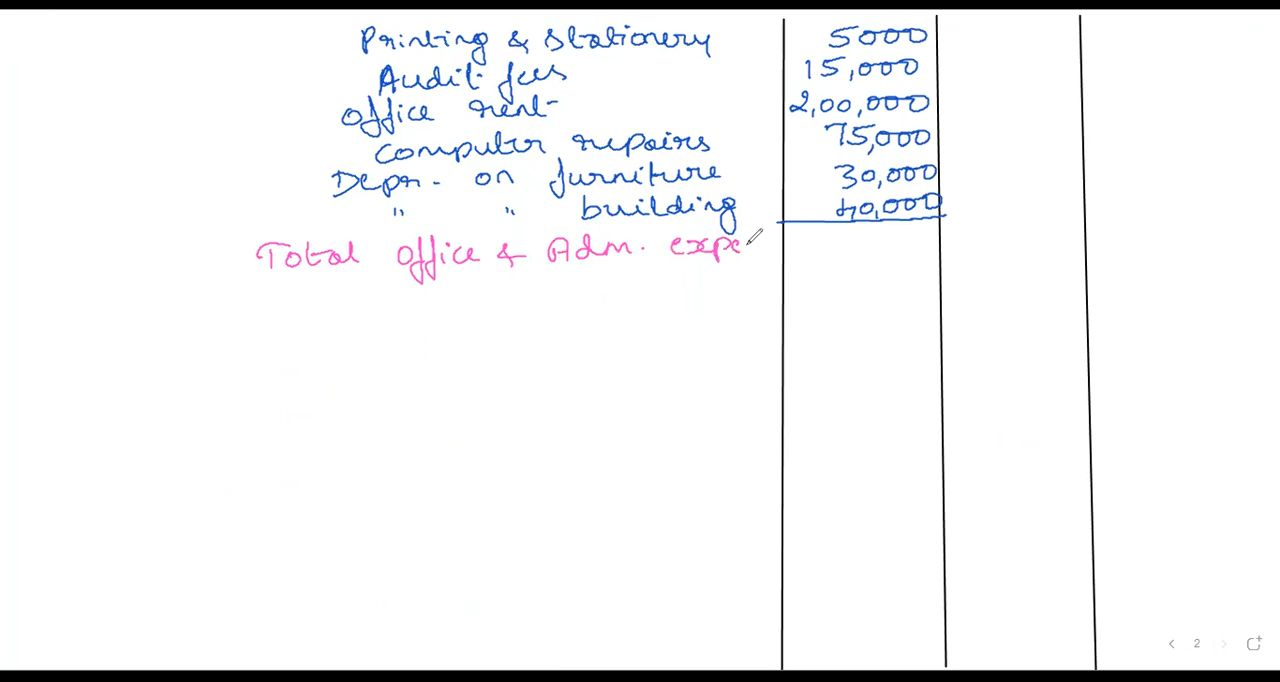 Printing & Stationery 5000
Audit fees 15,000
Office rent 2,00,000
Computer repairs 75,000
Depn. on furniture 30,000
" " building 40,000
Total Office & Adm. expe
2